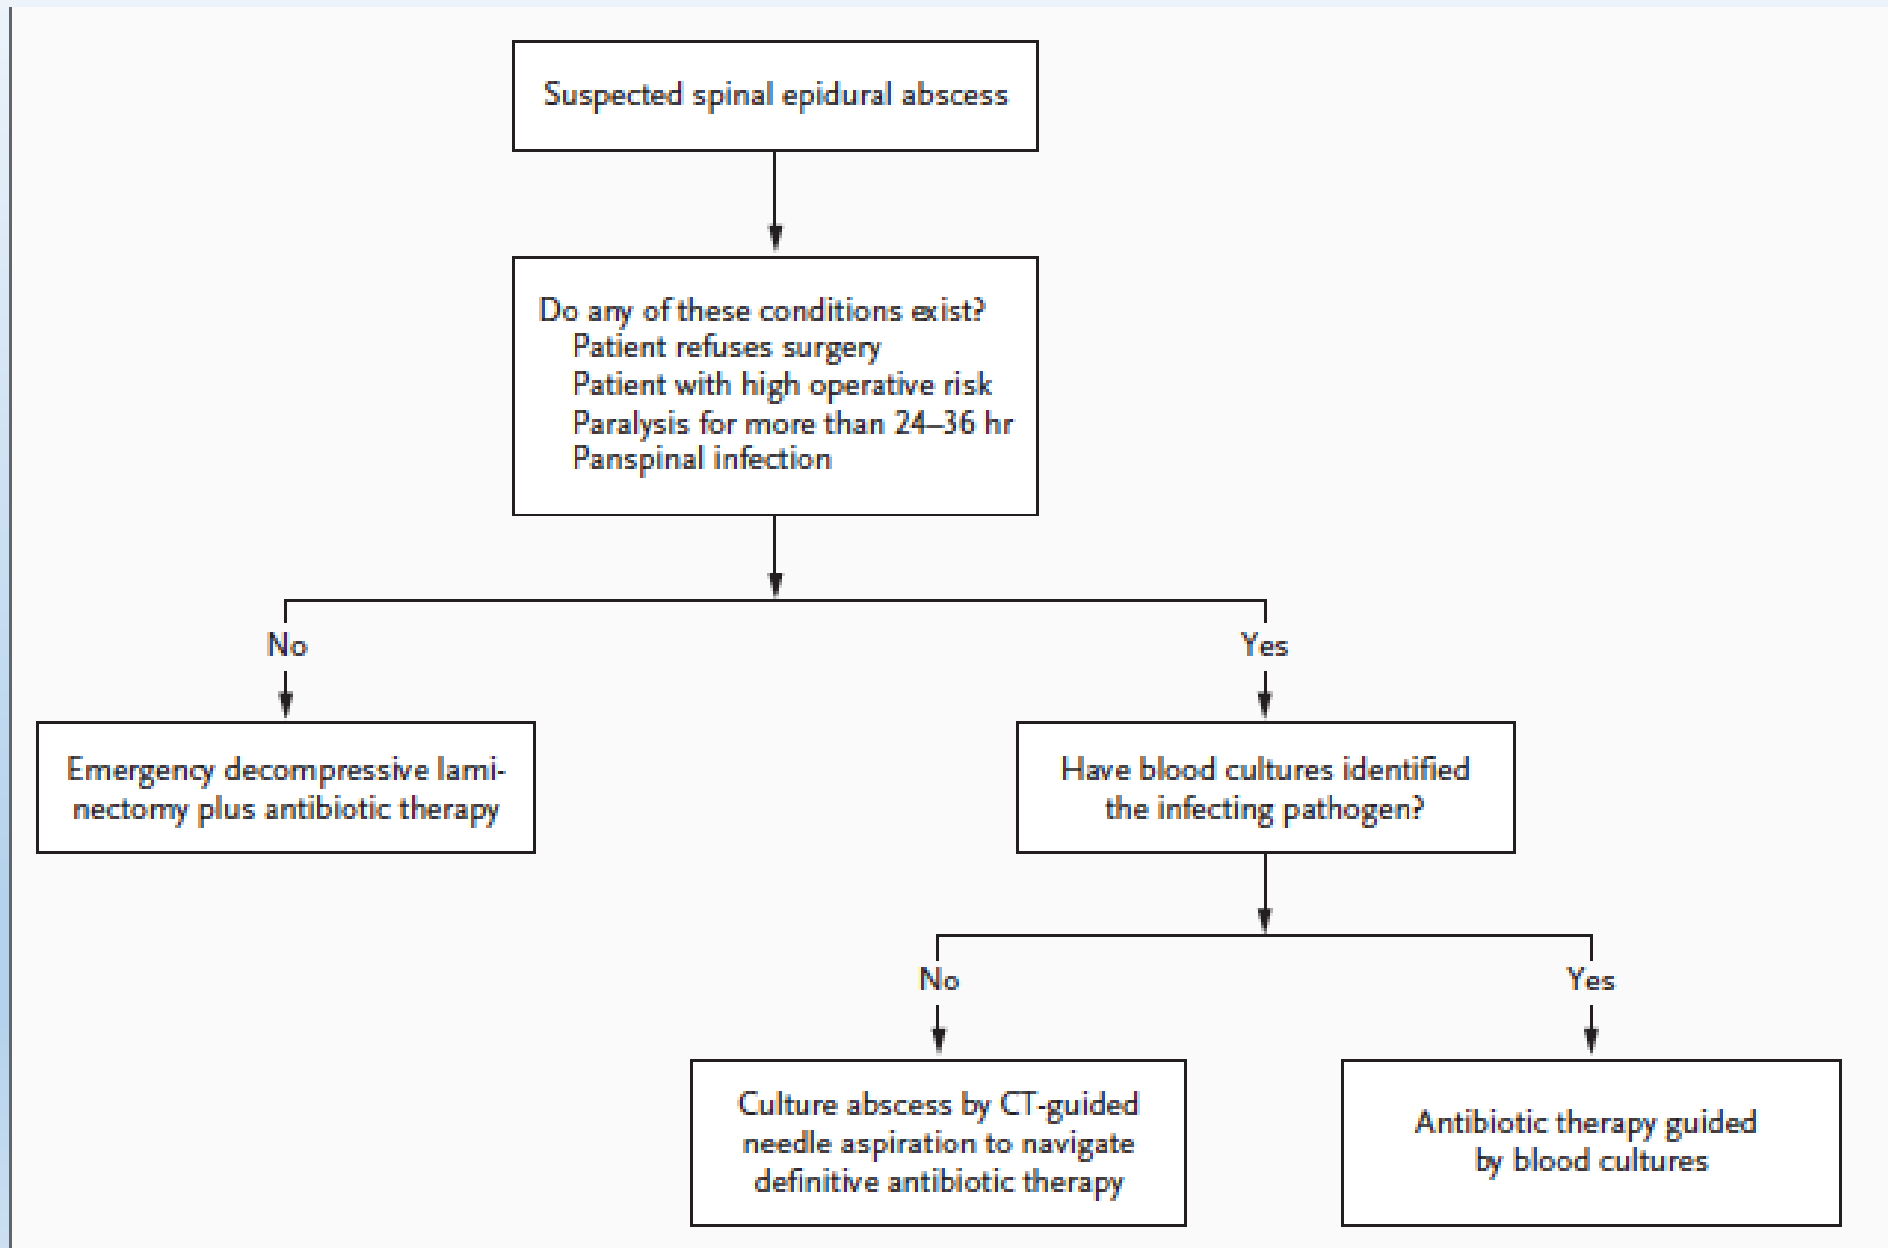 Suspected spinal epidural abscess
Do any of these conditions exist?
Patient refuses surgery
Patient with high operative risk
Paralysis for more than 24–36 hr
Panspinal infection
No
Yes
Emergency decompressive lami-
nectomy plus antibiotic therapy
Have blood cultures identified
the infecting pathogen?
No
Yes
Culture abscess by CT-guided
needle aspiration to navigate
definitive antibiotic therapy
Antibiotic therapy guided
by blood cultures